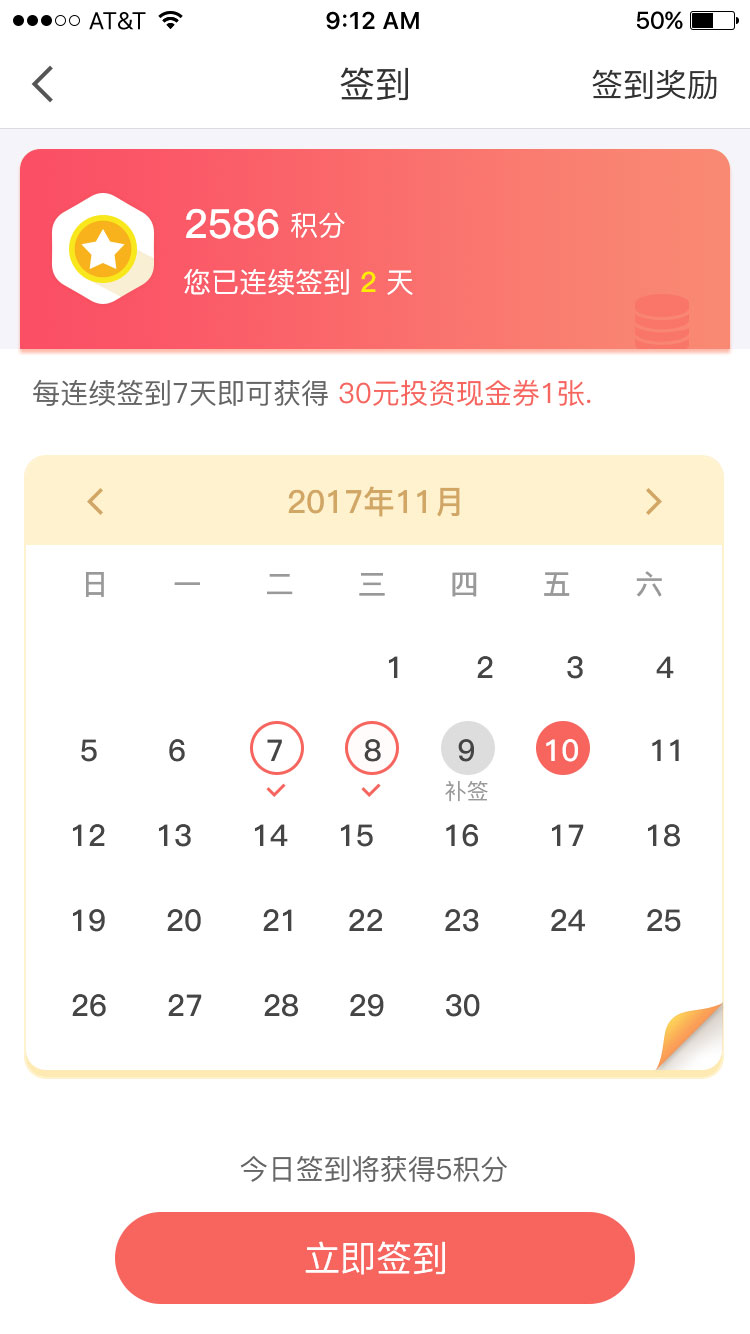 AT&T 9:12 AM 50%
签到 签到奖励
2586 积分
您已连续签到 2 天
每连续签到7天即可获得 30元投资现金券1张.
2017年11月
日 一 二 三 四 五 六
1 2 3 4
5 6 7 8 9 10 11
补签
12 13 14 15 16 17 18
19 20 21 22 23 24 25
26 27 28 29 30
今日签到将获得5积分
立即签到